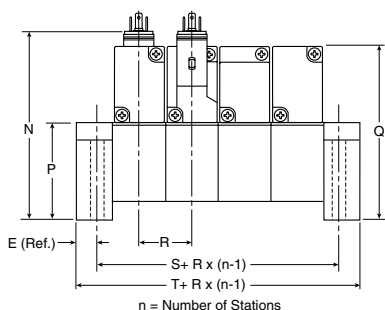 N
P
Q
E (Ref.)
R
S+ R x (n-1)
T+ R x (n-1)
n = Number of Stations